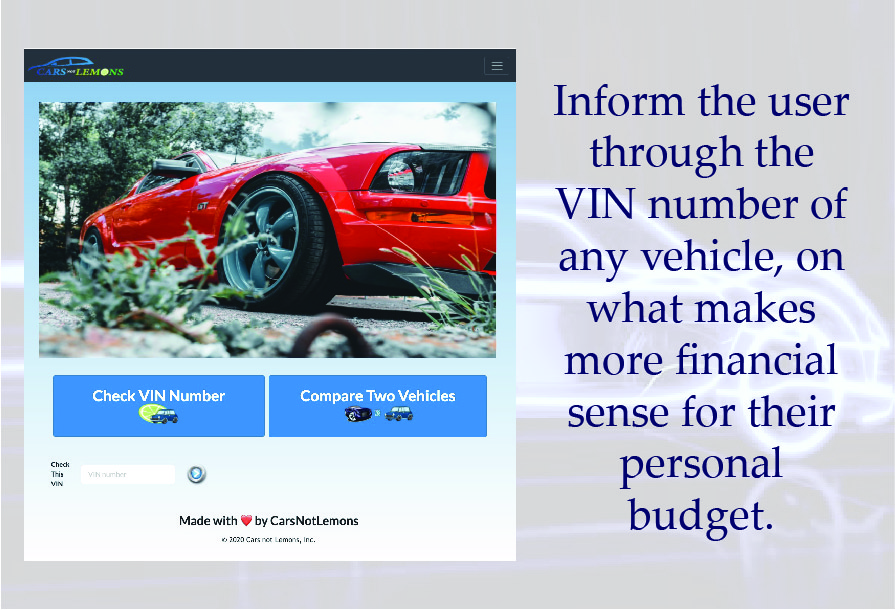 CARS NOT LEMONS
Inform the user
through the
VIN number of
any vehicle, on
what makes
more financial
sense for their
personal
budget.
GT
Check VIN Number
Compare Two Vehicles
Check
This
VIN
VIN number
Made with ❤️ by CarsNotLemons
© 2020 Cars not Lemons, Inc.